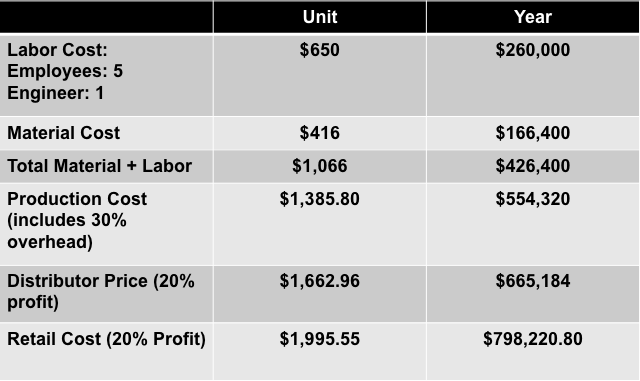 Unit Year
Labor Cost: $650 $260,000
Employees: 5
Engineer: 1
Material Cost $416 $166,400
Total Material + Labor $1,066 $426,400
Production Cost $1,385.80 $554,320
(includes 30%
overhead)
Distributor Price (20% $1,662.96 $665,184
profit)
Retail Cost (20% Profit) $1,995.55 $798,220.80